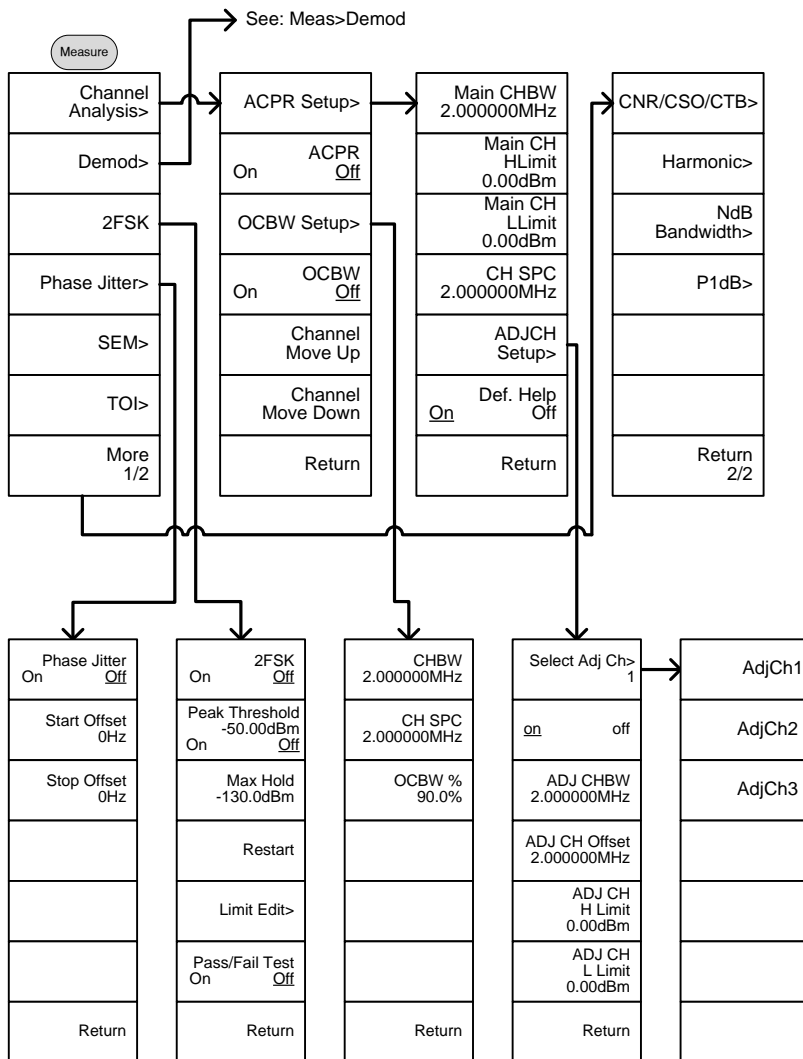 See: Meas>Demod
Measure
Channel
Analysis>
Demod>
2FSK
Phase Jitter>
SEM>
TOI>
More
1/2
ACPR Setup>
ACPR
On Off
OCBW Setup>
OCBW
On Off
Channel
Move Up
Channel
Move Down
Return
Main CHBW
2.000000MHz
Main CH
HLimit
0.00dBm
Main CH
LLimit
0.00dBm
CH SPC
2.000000MHz
ADJCH
Setup>
Def. Help
On Off
Return
CNR/CSO/CTB>
Harmonic>
NdB
Bandwidth>
P1dB>
Return
2/2
Phase Jitter
On Off
Start Offset
0Hz
Stop Offset
0Hz
Return
2FSK
On Off
Peak Threshold
-50.00dBm
On Off
Max Hold
-130.0dBm
Restart
Limit Edit>
Pass/Fail Test
On Off
Return
CHBW
2.000000MHz
CH SPC
2.000000MHz
OCBW %
90.0%
Return
Select Adj Ch>
1
on off
ADJ CHBW
2.000000MHz
ADJ CH Offset
2.000000MHz
ADJ CH
H Limit
0.00dBm
ADJ CH
L Limit
0.00dBm
Return
AdjCh1
AdjCh2
AdjCh3